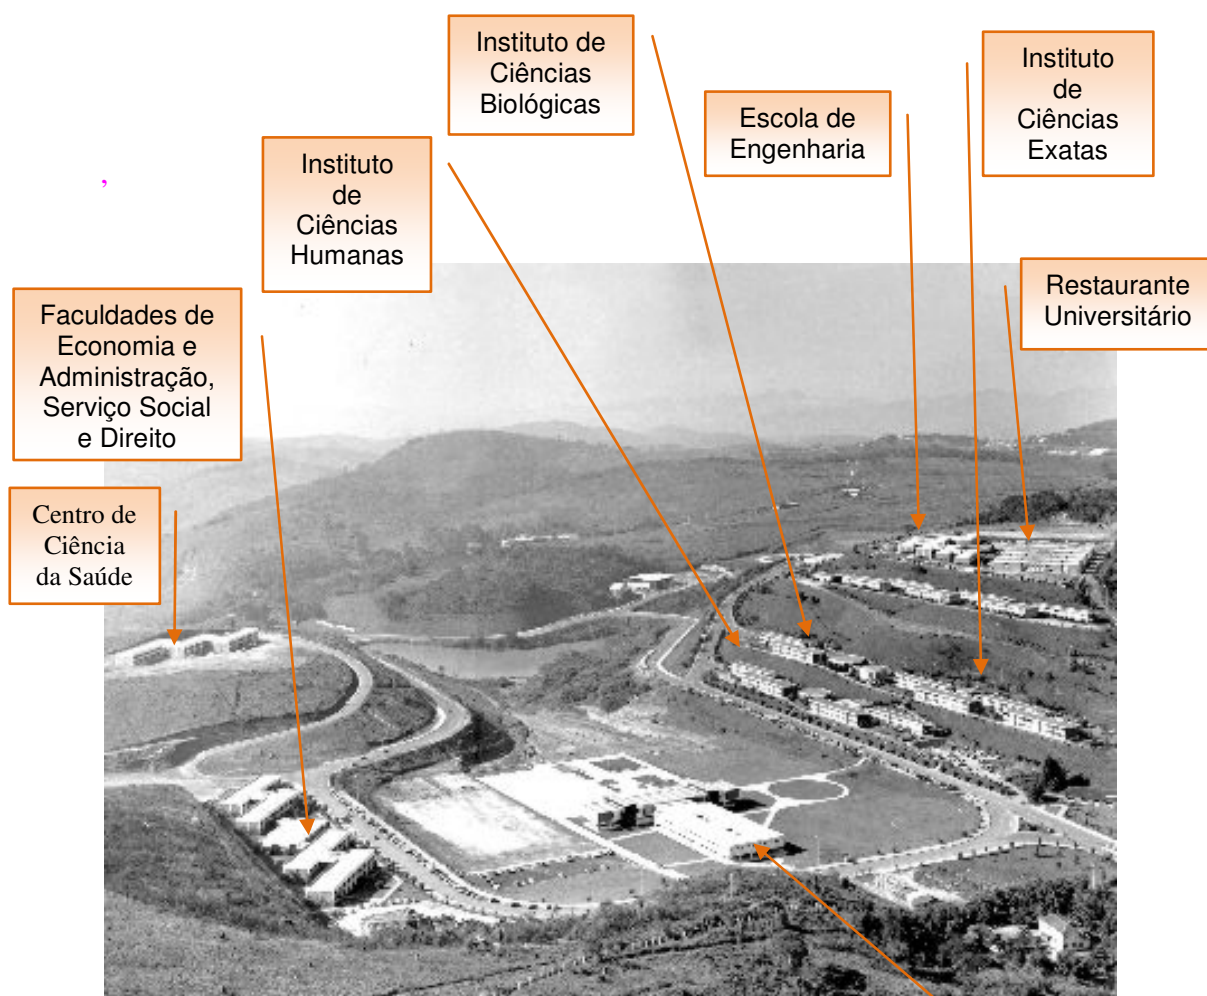 Instituto de
Ciências
Biológicas
Instituto
de
Ciências
Exatas
Escola de
Engenharia
Instituto
de
Ciências
Humanas
,
Restaurante
Universitário
Faculdades de
Economia e
Administração,
Serviço Social
e Direito
Centro de
Ciência
da Saúde